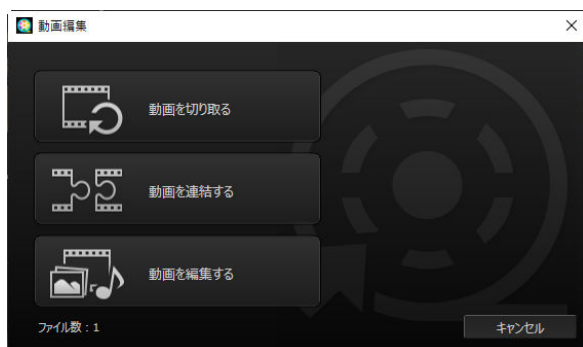 動画編集
動画を切り取る
動画を連結する
動画を編集する
ファイル数 : 1
キャンセル